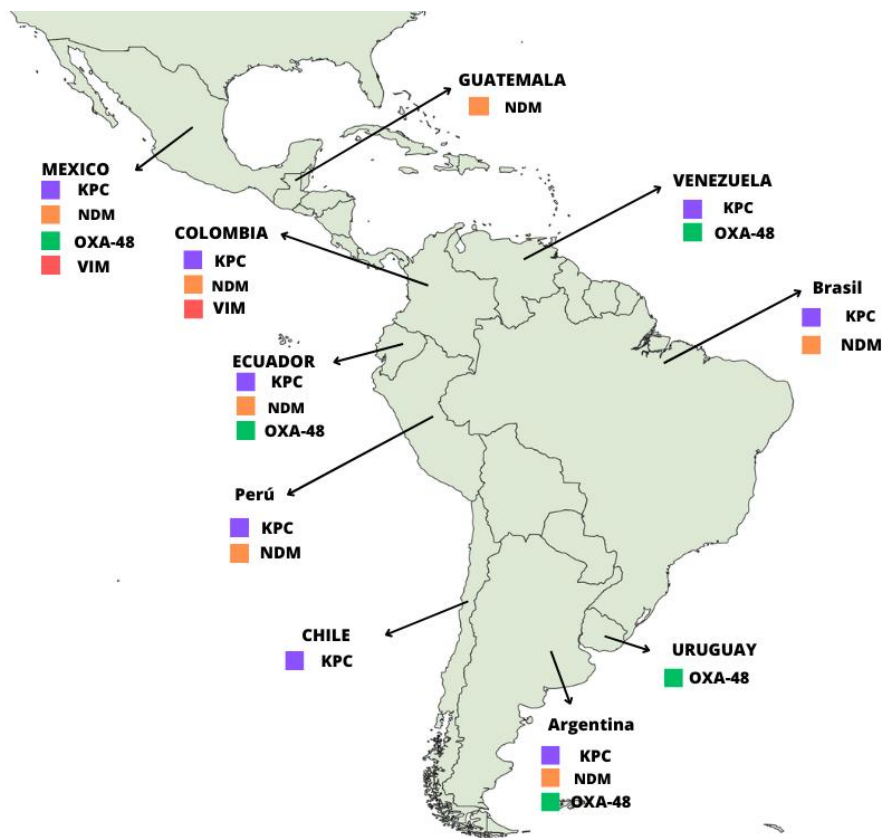 GUATEMALA
NDM
MEXICO
KPC
NDM
OXA-48
VIM
VENEZUELA
KPC
OXA-48
COLOMBIA
KPC
NDM
VIM
Brasil
KPC
NDM
ECUADOR
KPC
NDM
OXA-48
Perú
KPC
NDM
CHILE
KPC
URUGUAY
OXA-48
Argentina
KPC
NDM
OXA-48